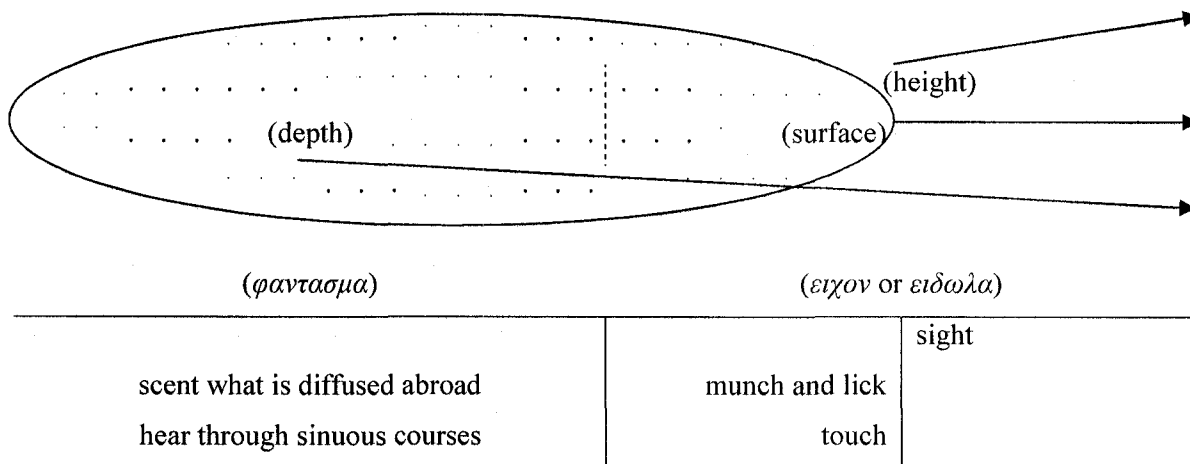 (height)
(depth)
(surface)
(φαντασμα)
(ειχον or ειδωλα)
sight
scent what is diffused abroad
munch and lick
hear through sinuous courses
touch